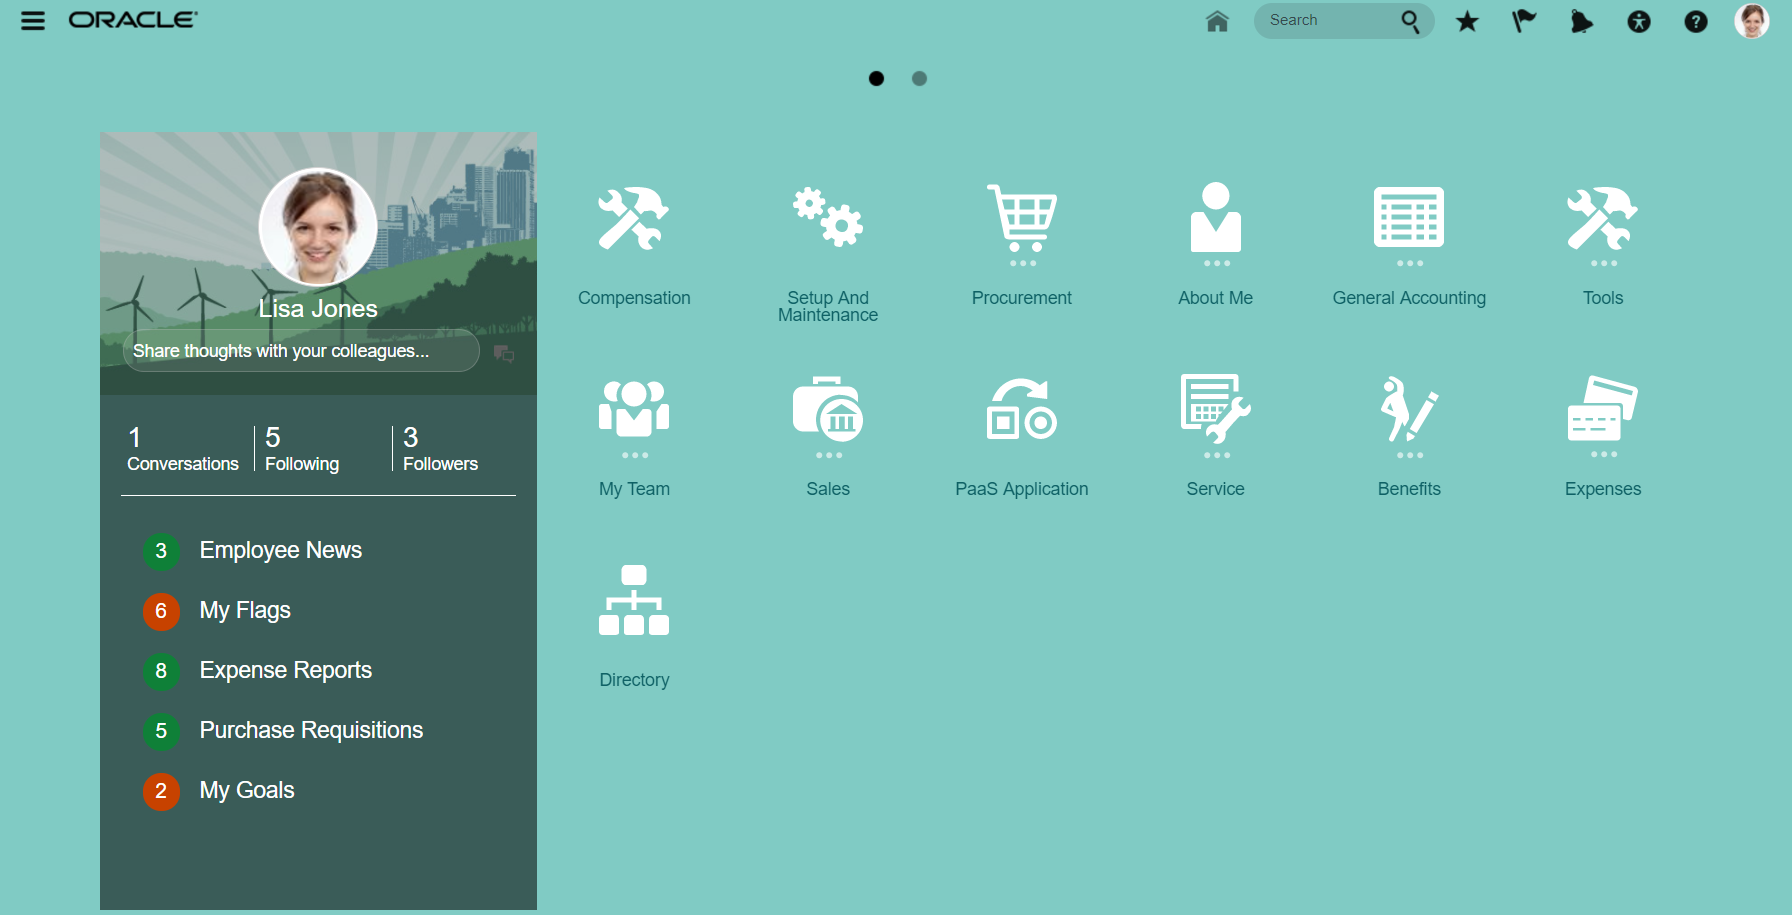 ORACLE
Search
Lisa Jones
Share thoughts with your colleagues...
1
Conversations
5
Following
3
Followers
3 Employee News
6 My Flags
8 Expense Reports
5 Purchase Requisitions
2 My Goals
Compensation
Setup And
Maintenance
Procurement
About Me
General Accounting
Tools
My Team
Sales
PaaS Application
Service
Benefits
Expenses
Directory